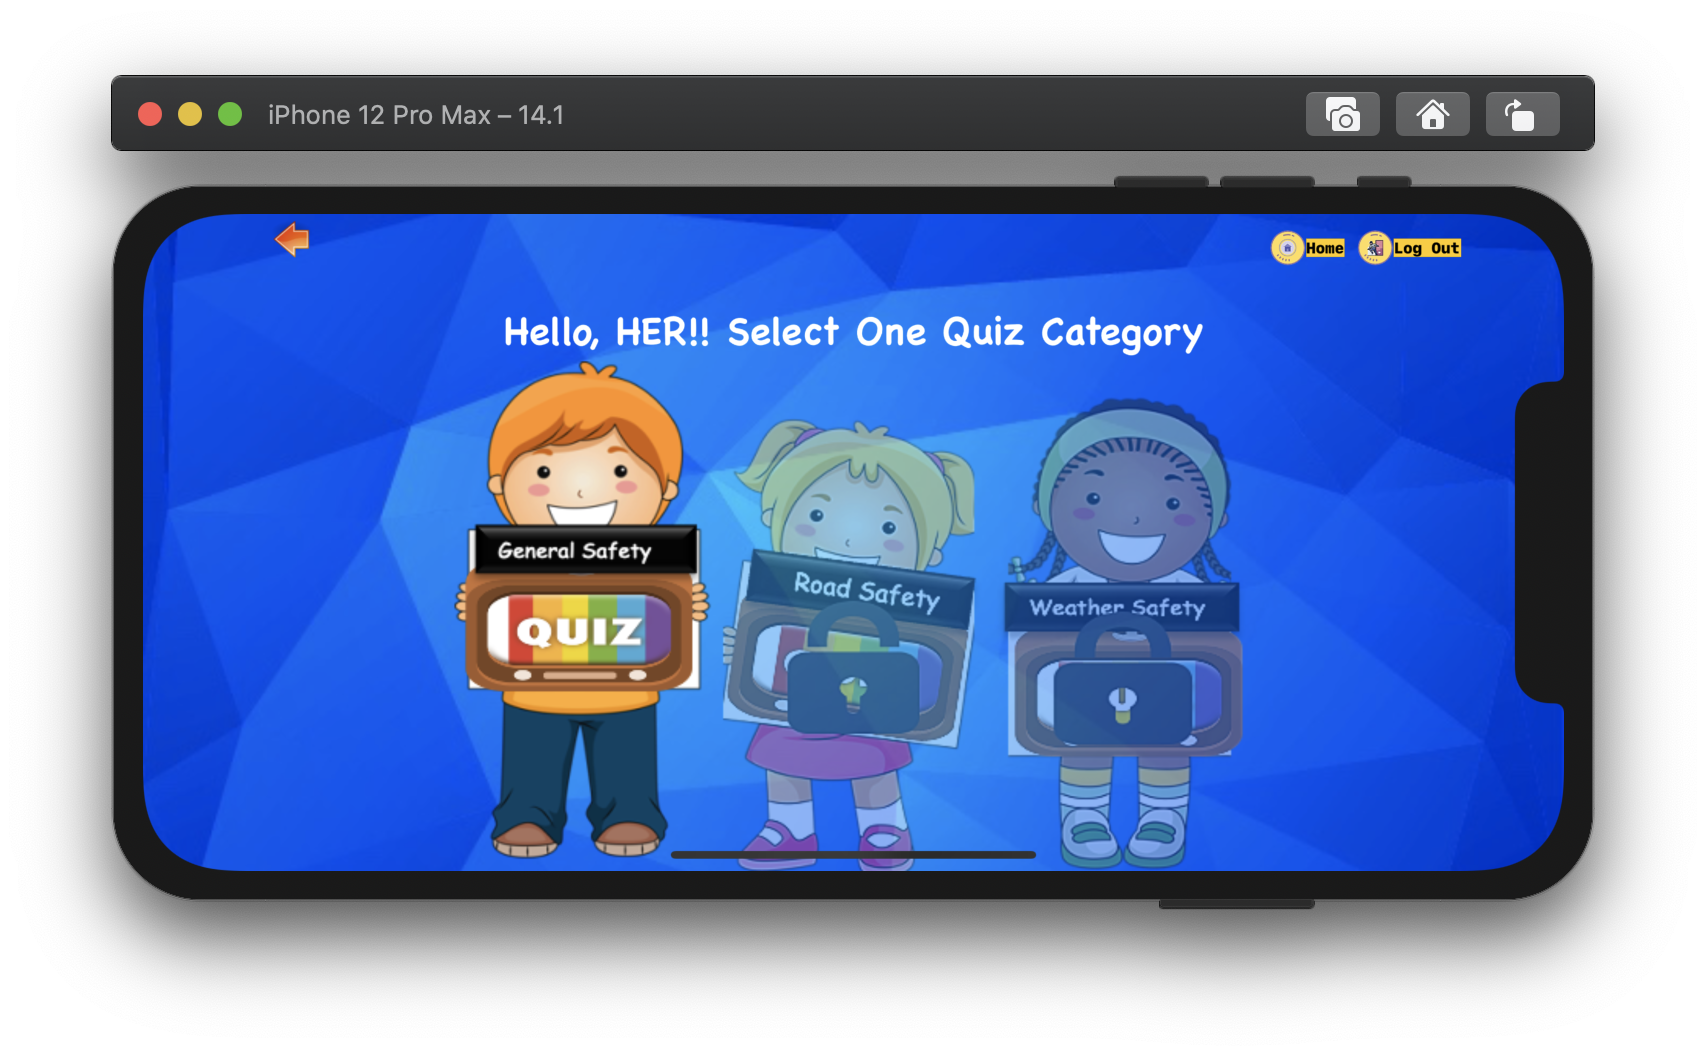 iPhone 12 Pro Max – 14.1
Home
Log Out
Hello, HER!! Select One Quiz Category
General Safety
QUIZ
Road Safety
Weather Safety